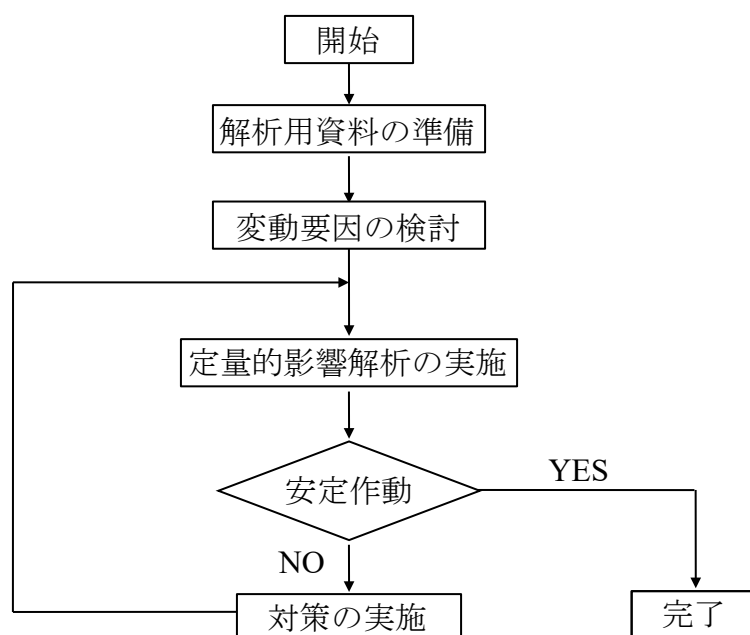 開始
解析用資料の準備
変動要因の検討
定量的影響解析の実施
安定作動
YES
NO
対策の実施
完了